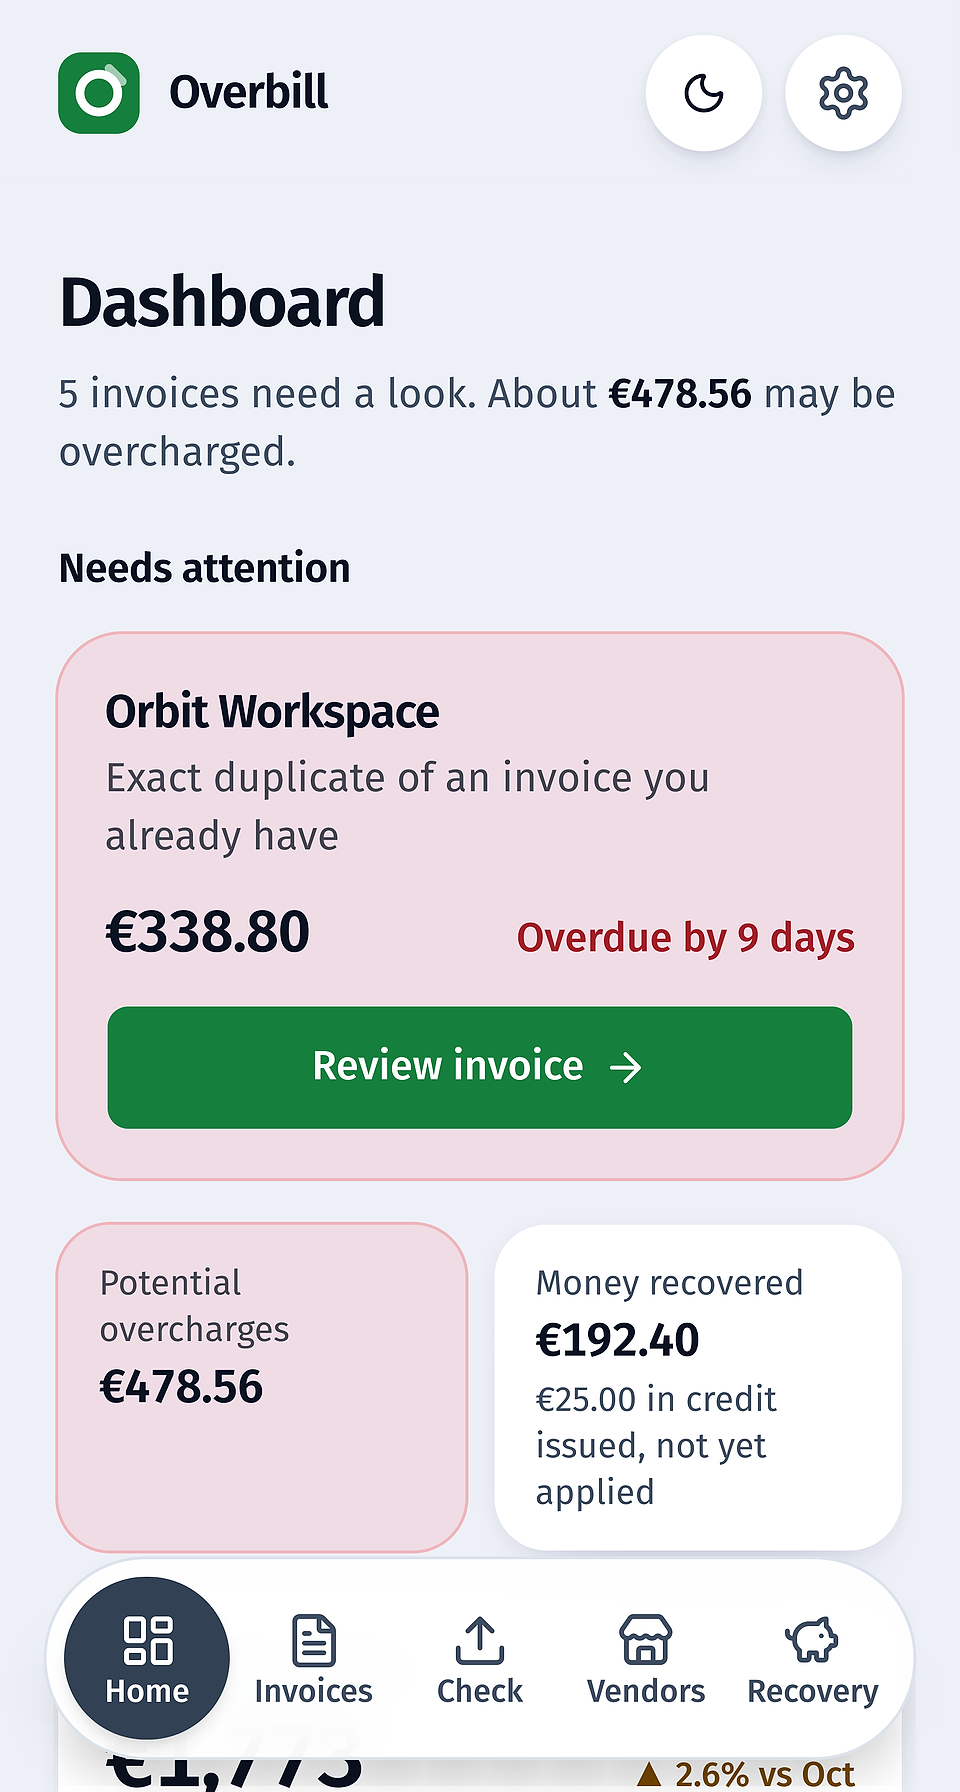 Overbill
Dashboard
5 invoices need a look. About €478.56 may be
overcharged.
Needs attention
Orbit Workspace
Exact duplicate of an invoice you
already have
€338.80
Overdue by 9 days
Review invoice →
Potential
overcharges
€478.56
Money recovered
€192.40
€25.00 in credit
issued, not yet
applied
Home
Invoices
Check
Vendors
Recovery
€1,773
▲ 2.6% vs Oct